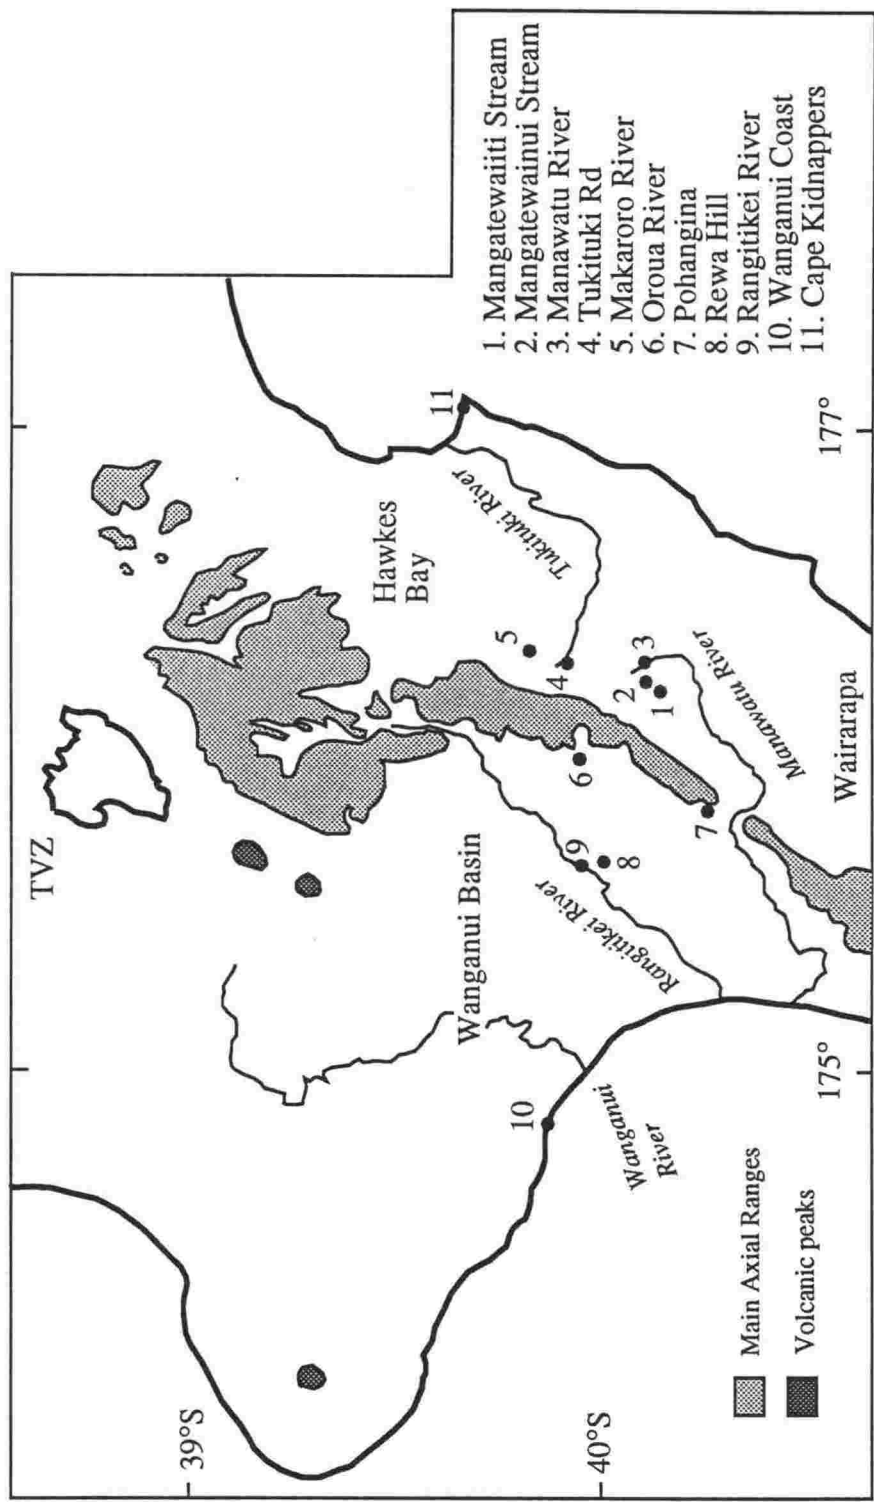 TVZ
Hawkes
Bay
Wanganui Basin
Wairarapa
Tukituki River
Manawatu River
Rangitikei River
Wanganui
River
1
2
3
4
5
6
7
8
9
10
11
39°S
40°S
175°
177°
Main Axial Ranges
Volcanic peaks
1. Mangatewaiiti Stream
2. Mangatewainui Stream
3. Manawatu River
4. Tukituki Rd
5. Makaroro River
6. Oroua River
7. Pohangina
8. Rewa Hill
9. Rangitikei River
10. Wanganui Coast
11. Cape Kidnappers